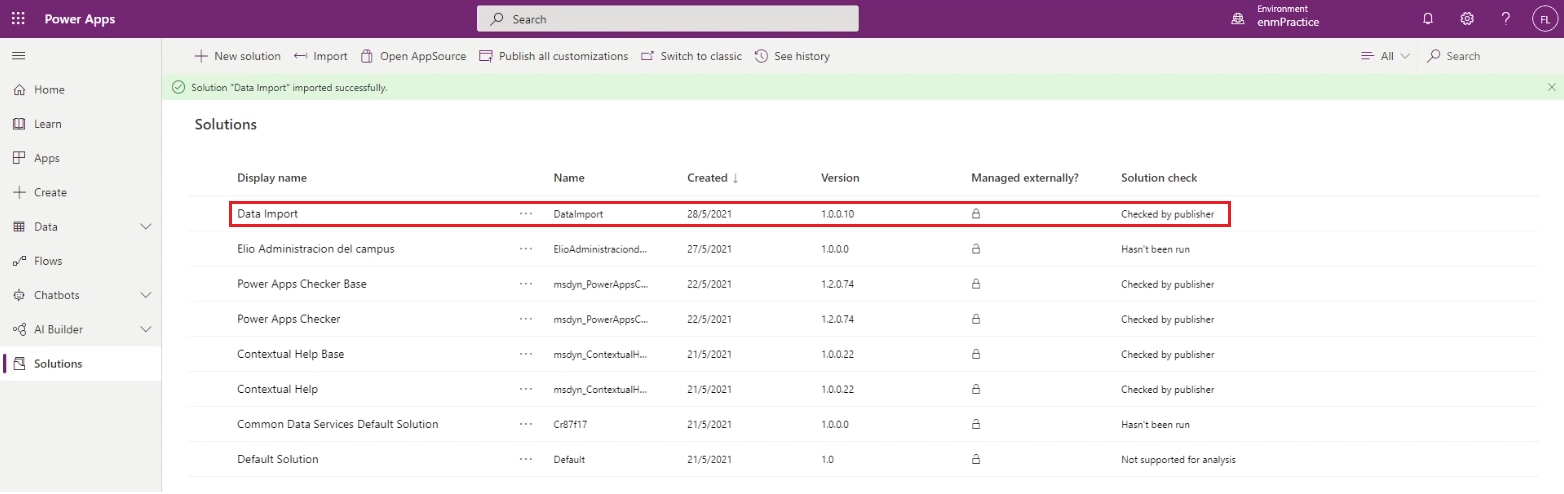 Power Apps
Search
Environment
enmPractice
?
FL
New solution
Import
Open AppSource
Publish all customizations
Switch to classic
See history
All
Search
Solution "Data Import" imported successfully.
Home
Learn
Apps
Create
Data
Flows
Chatbots
AI Builder
Solutions
Solutions
Display name Name Created ↓ Version Managed externally? Solution check
Data Import ··· DataImport 28/5/2021 1.0.0.10 Checked by publisher
Elio Administracion del campus ··· ElioAdministraciond... 27/5/2021 1.0.0.0 Hasn't been run
Power Apps Checker Base ··· msdyn_PowerAppsC... 22/5/2021 1.2.0.74 Checked by publisher
Power Apps Checker ··· msdyn_PowerAppsC... 22/5/2021 1.2.0.74 Checked by publisher
Contextual Help Base ··· msdyn_ContextualH... 21/5/2021 1.0.0.22 Checked by publisher
Contextual Help ··· msdyn_ContextualH... 21/5/2021 1.0.0.22 Checked by publisher
Common Data Services Default Solution ··· Cr87f17 21/5/2021 1.0.0.0 Hasn't been run
Default Solution ··· Default 21/5/2021 1.0 Not supported for analysis